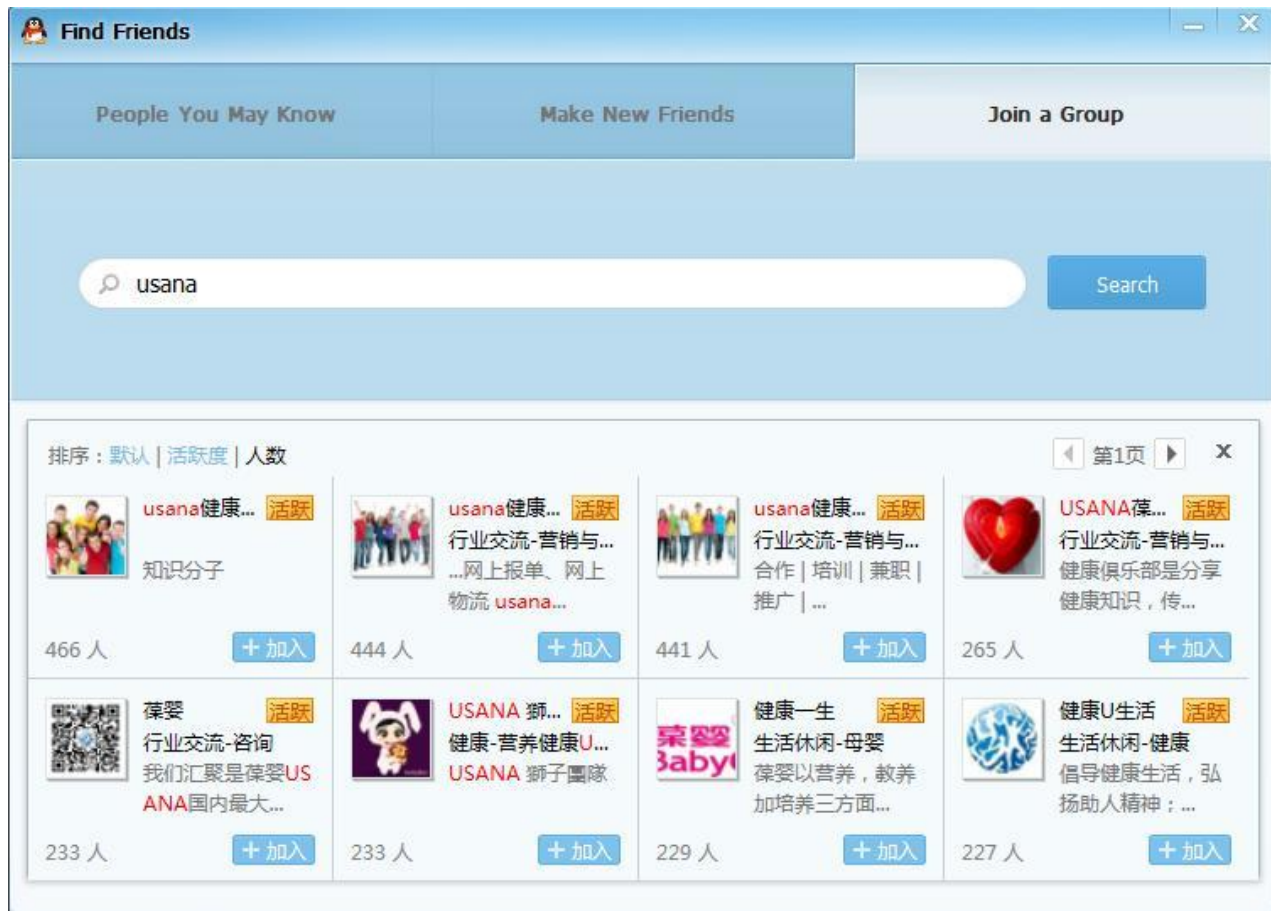 Find Friends
People You May Know
Make New Friends
Join a Group
usana
Search
排序：默认 | 活跃度 | 人数
第1页
x
usana健康... 活跃
知识分子
466 人
+ 加入
usana健康... 活跃
行业交流-营销与...
...网上报单、网上
物流 usana...
444 人
+ 加入
usana健康... 活跃
行业交流-营销与...
合作 | 培训 | 兼职 |
推广 | ...
441 人
+ 加入
USANA葆... 活跃
行业交流-营销与...
健康俱乐部是分享
健康知识，传...
265 人
+ 加入
葆婴 活跃
行业交流-咨询
我们汇聚是葆婴US
ANA国内最大...
233 人
+ 加入
USANA 狮... 活跃
健康-营养健康U...
USANA 獅子團隊
233 人
+ 加入
葆婴
Baby
健康一生 活跃
生活休闲-母婴
葆婴以营养，教养
加培养三方面...
229 人
+ 加入
健康U生活 活跃
生活休闲-健康
倡导健康生活，弘
扬助人精神；...
227 人
+ 加入